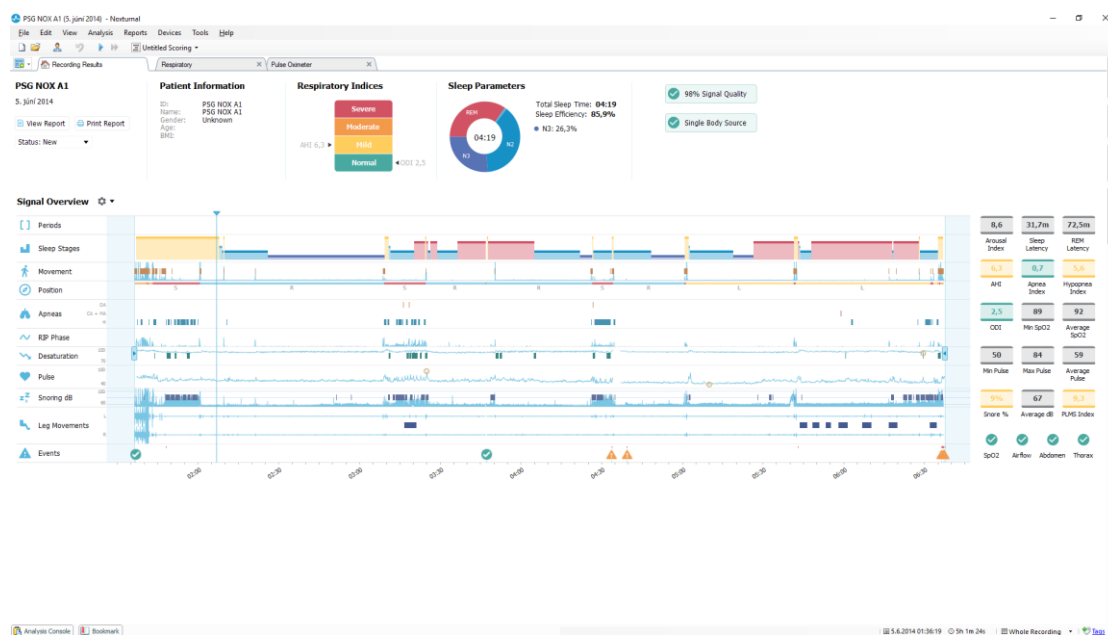 PSG NOX A1 (5. júní 2014) - Noxturnal
File Edit View Analysis Reports Devices Tools Help
Untitled Scoring
Recording Results Respiratory Pulse Oximeter
PSG NOX A1
5. júní 2014
View Report Print Report
Status: New
Patient Information
ID: PSG NOX A1
Name: PSG NOX A1
Gender: Unknown
Age:
BMI:
Respiratory Indices
Severe
Moderate
AHI 6,3 Mild
Normal ODI 2,5
Sleep Parameters
REM
04:19
N2
N3
Total Sleep Time: 04:19
Sleep Efficiency: 85,9%
N3: 26,3%
98% Signal Quality
Single Body Source
Signal Overview
Periods
Sleep Stages
Movement
Position
S R S R R S R L L
Apneas
RIP Phase
Desaturation
Pulse
Snoring dB
Leg Movements
L
R
Events
02:00 02:30 03:00 03:30 04:00 04:30 05:00 05:30 06:00 06:30
8,6 31,7m 72,5m
Arousal Index Sleep Latency REM Latency
6,3 0,7 5,6
AHI Apnea Index Hypopnea Index
2,5 89 92
ODI Min SpO2 Average SpO2
50 84 59
Min Pulse Max Pulse Average Pulse
9% 67 9,3
Snore % Average dB PLMS Index
SpO2 Airflow Abdomen Thorax
Analysis Console Bookmark
5.6.2014 01:36:19 5h 1m 24s Whole Recording Tags